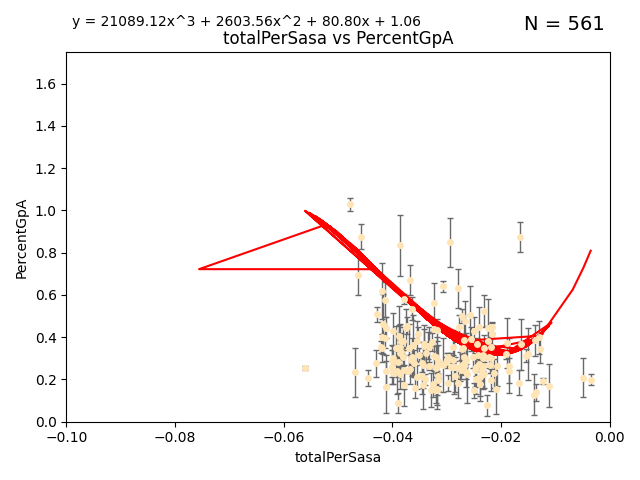 y = 21089.12x^3 + 2603.56x^2 + 80.80x + 1.06
N = 561
totalPerSasa vs PercentGpA
PercentGpA
1.6
1.4
1.2
1.0
0.8
0.6
0.4
0.2
0.0
−0.10 −0.08 −0.06 −0.04 −0.02 0.00
totalPerSasa